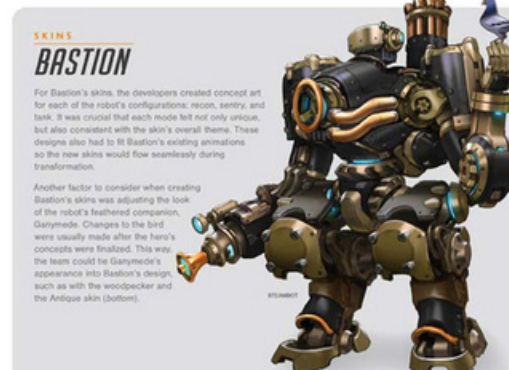 SKINS
BASTION
For Bastion's skins, the developers created concept art
for each of the robot's configurations: recon, sentry, and
tank. It was crucial that each mode felt not only unique,
but also consistent with the skin's overall theme. These
designs also had to fit Bastion's existing animations
so the new skins would flow seamlessly during
transformation.
Another factor to consider when creating
Bastion's skins was adjusting the look
of the robot's feathered companion,
Ganymede. Changes to the bird
were usually made after the hero's
concepts were finalized. This way,
the team could tie Ganymede's
appearance into Bastion's design,
such as with the woodpecker and
the Antique skin (bottom).
STEAMBOT